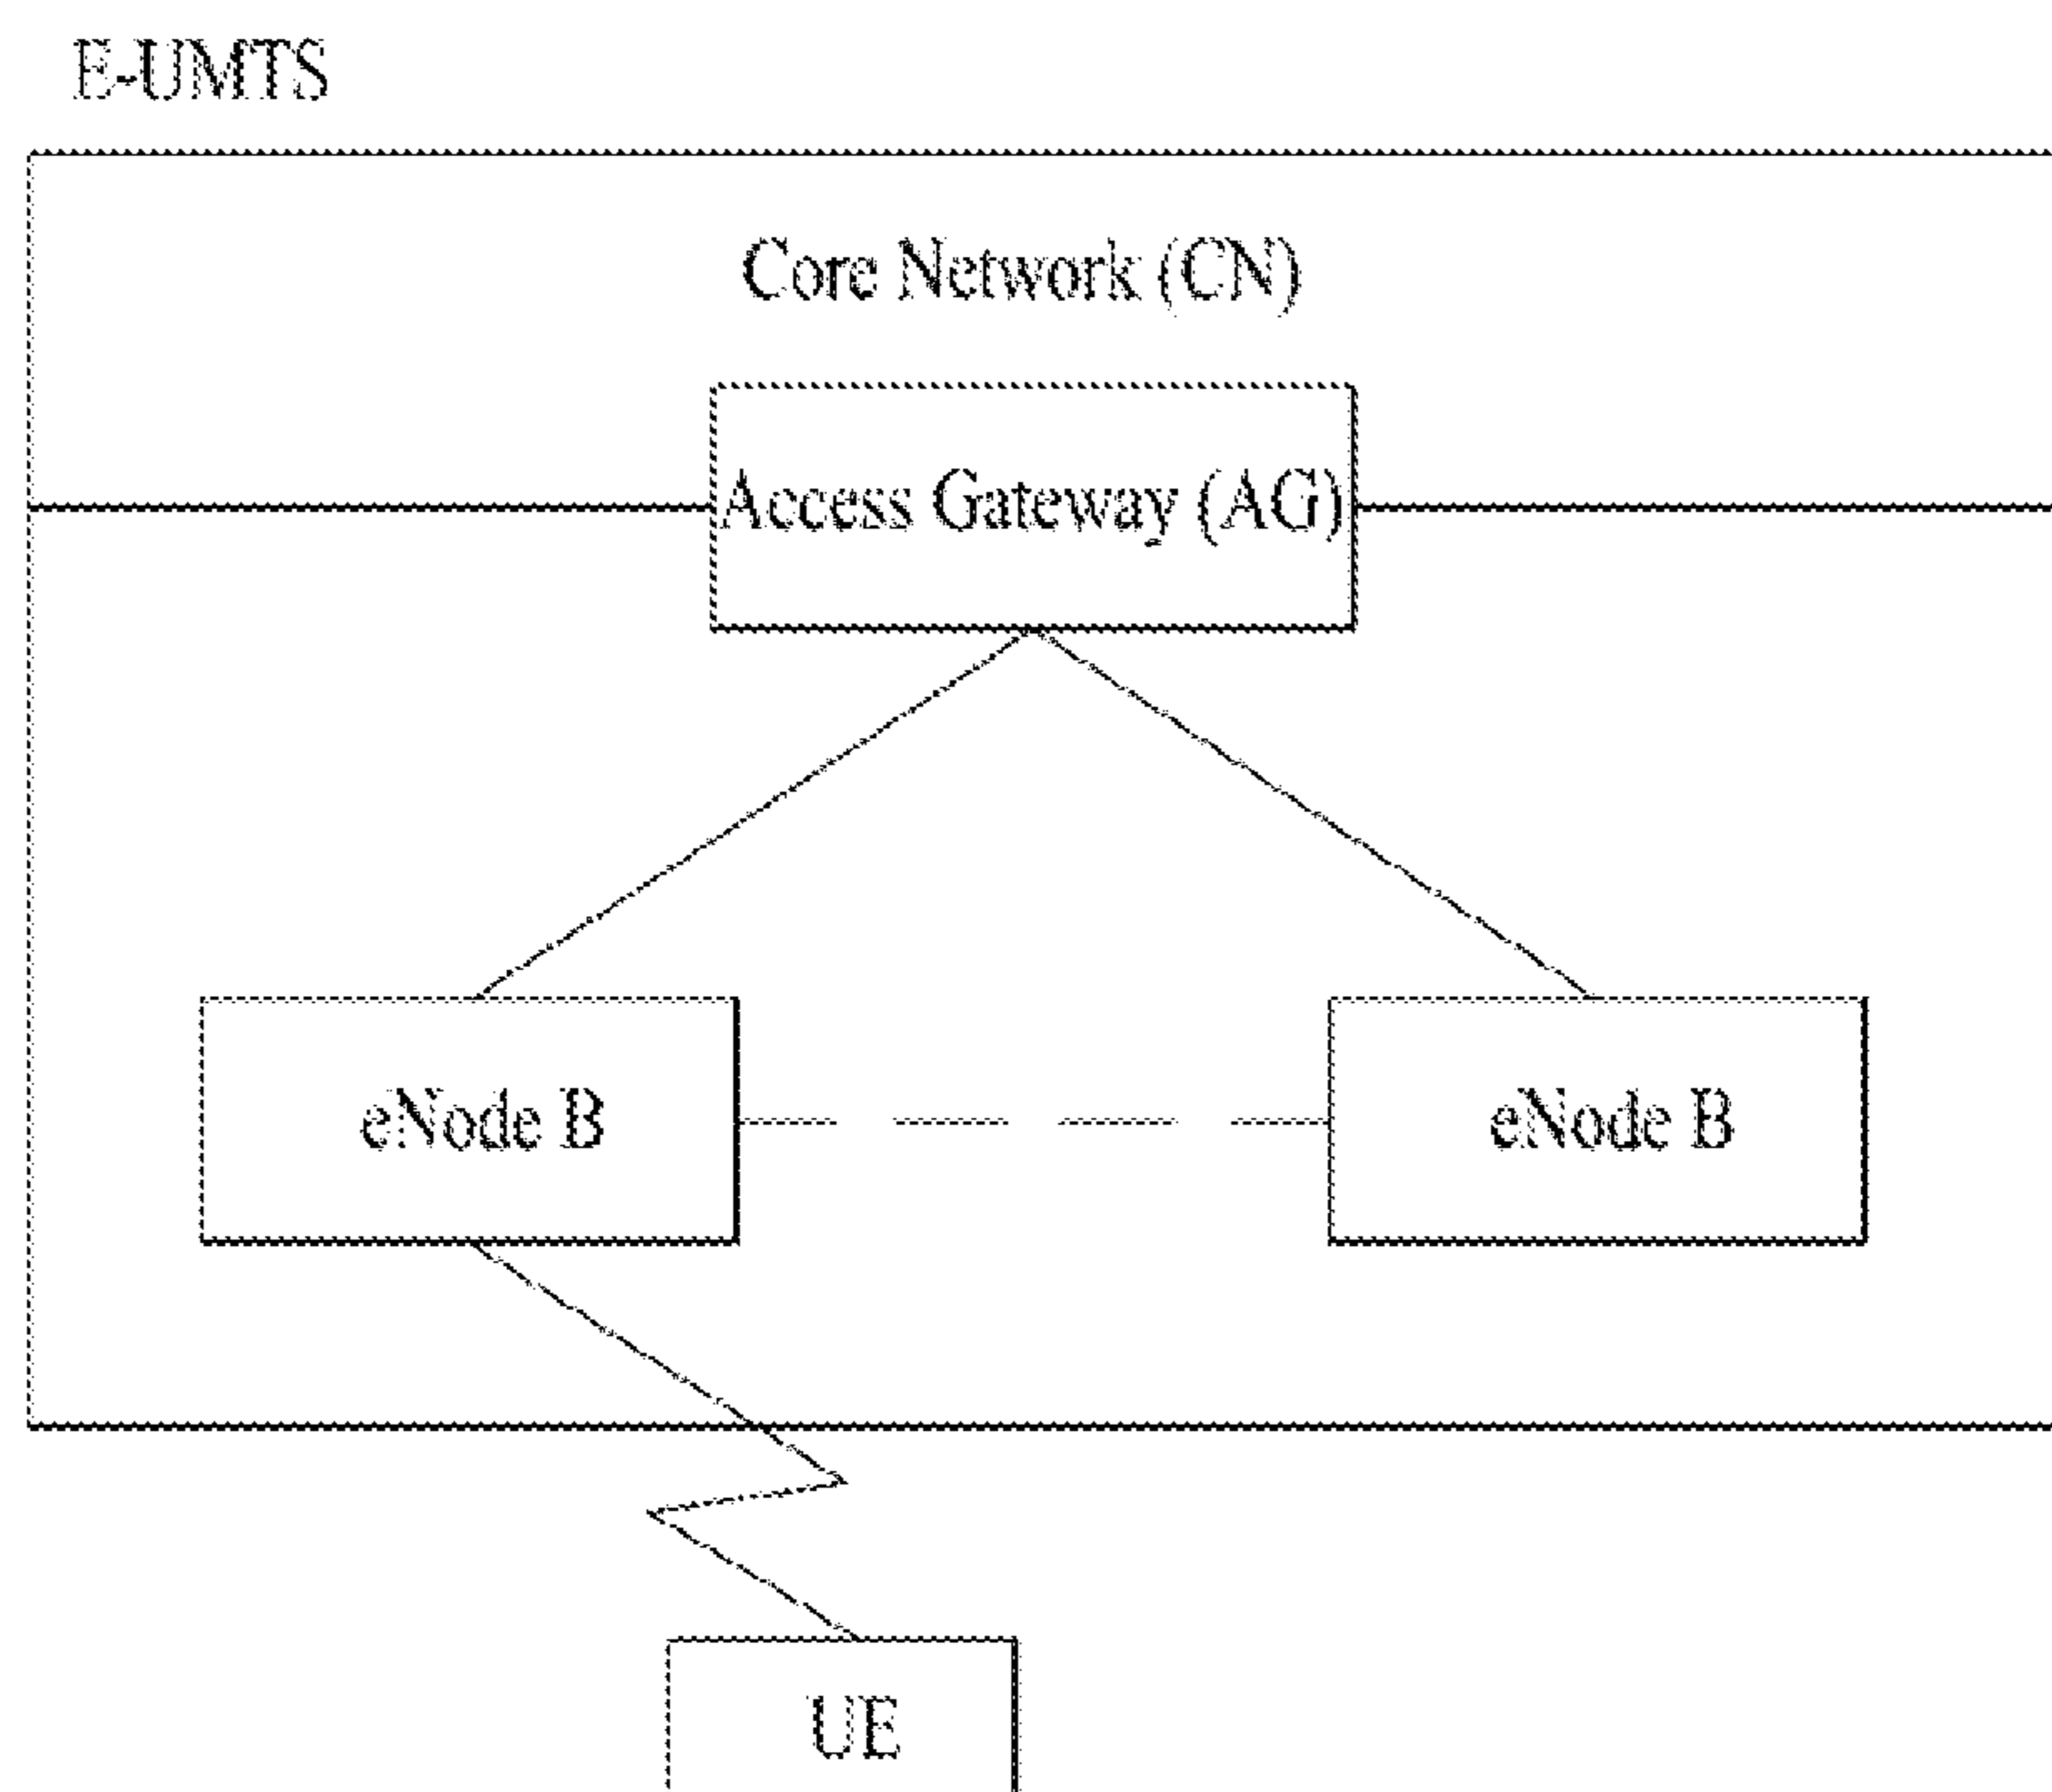 E-UMTS
Core Network (CN)
Access Gateway (AG)
eNode B
eNode B
UE